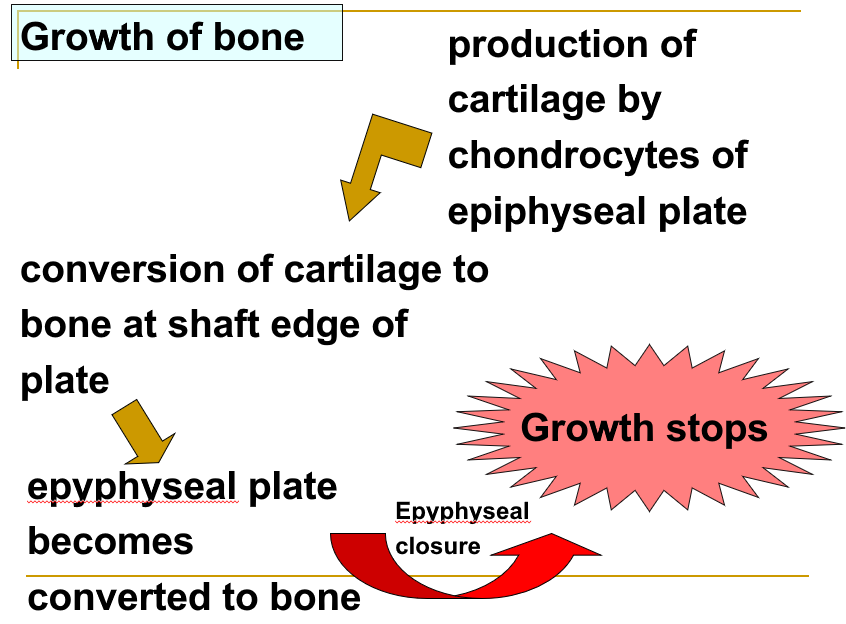 Growth of bone
production of
cartilage by
chondrocytes of
epiphyseal plate
conversion of cartilage to
bone at shaft edge of
plate
epyphyseal plate
becomes
converted to bone
Epyphyseal
closure
Growth stops